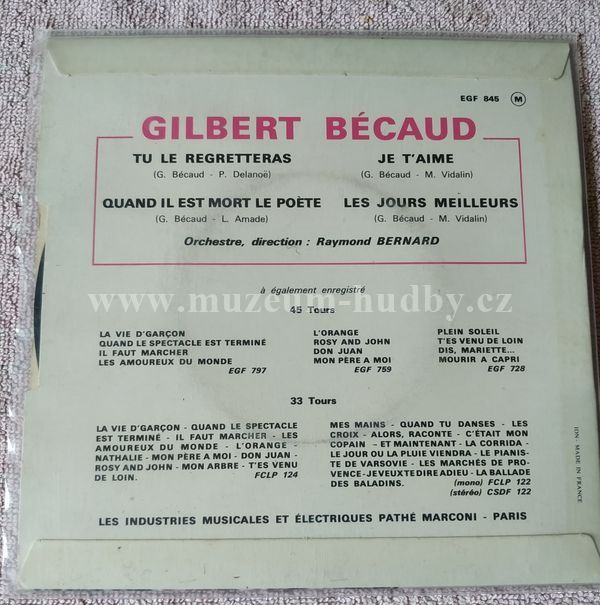 EGF 845 M
GILBERT BÉCAUD
TU LE REGRETTERAS
(G. Bécaud - P. Delanoë)
JE T'AIME
(G. Bécaud - M. Vidalin)
QUAND IL EST MORT LE POÈTE
(G. Bécaud - L. Amade)
LES JOURS MEILLEURS
(G. Bécaud - M. Vidalin)
Orchestre, direction : Raymond BERNARD
à également enregistré
www.muzeum-hudby.cz
45 Tours
LA VIE D'GARÇON
QUAND LE SPECTACLE EST TERMINÉ
IL FAUT MARCHER
LES AMOUREUX DU MONDE
EGF 797
L'ORANGE
ROSY AND JOHN
DON JUAN
MON PÈRE A MOI
EGF 759
PLEIN SOLEIL
T'ES VENU DE LOIN
DIS, MARIETTE...
MOURIR A CAPRI
EGF 728
33 Tours
LA VIE D'GARÇON - QUAND LE SPECTACLE
EST TERMINÉ - IL FAUT MARCHER - LES
AMOUREUX DU MONDE - L'ORANGE -
NATHALIE - MON PÈRE A MOI - DON JUAN -
ROSY AND JOHN - MON ARBRE - T'ES VENU
DE LOIN. FCLP 124
MES MAINS - QUAND TU DANSES - LES
CROIX - ALORS, RACONTE - C'ÉTAIT MON
COPAIN - ET MAINTENANT - LA CORRIDA -
LE JOUR OU LA PLUIE VIENDRA - LE PIANIS-
TE DE VARSOVIE - LES MARCHÉS DE PRO-
VENCE - JE VEUX TE DIRE ADIEU - LA BALLADE
DES BALADINS. (mono) FCLP 122
(stéréo) CSDF 122
IDN - MADE IN FRANCE
LES INDUSTRIES MUSICALES ET ÉLECTRIQUES PATHÉ MARCONI - PARIS